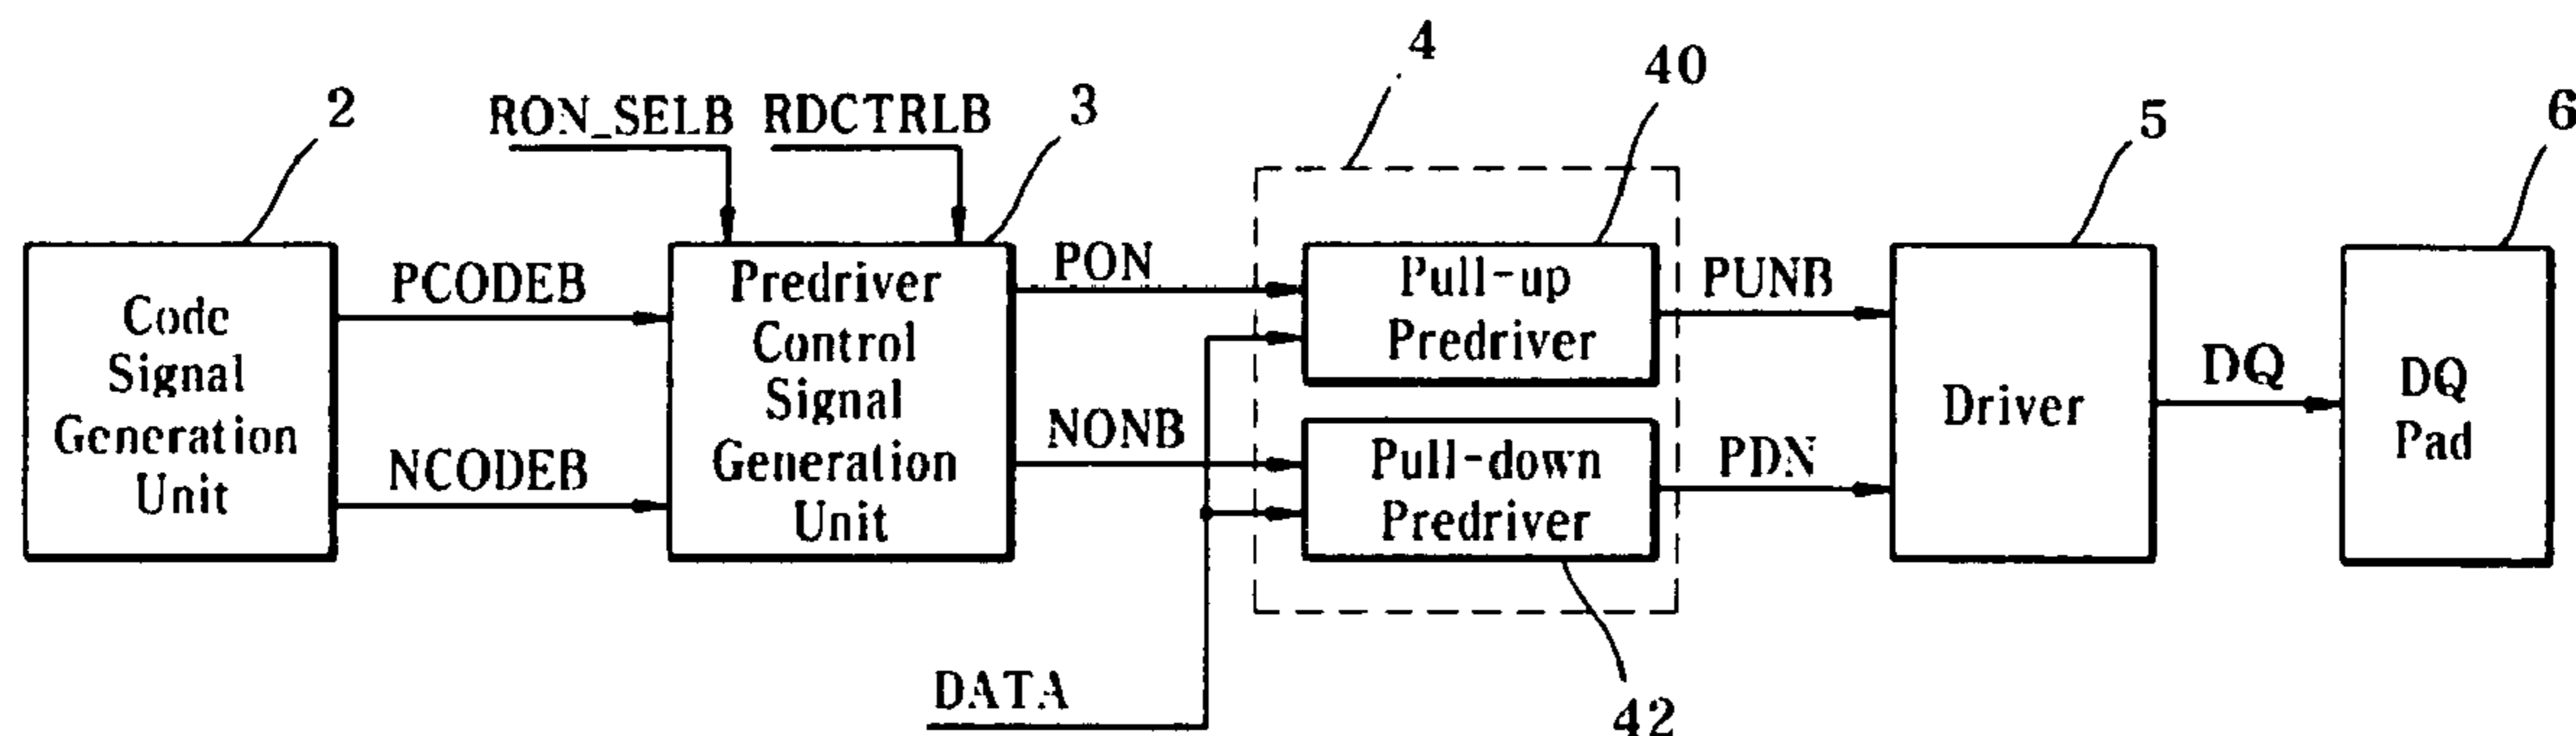 4
40
2
RON_SELB
RDCTRLB
3
5
6
Code
Signal
Generation
Unit
PCODEB
NCODEB
Predriver
Control
Signal
Generation
Unit
PON
NONB
Pull-up
Predriver
Pull-down
Predriver
PUNB
PDN
Driver
DQ
DQ
Pad
DATA
42